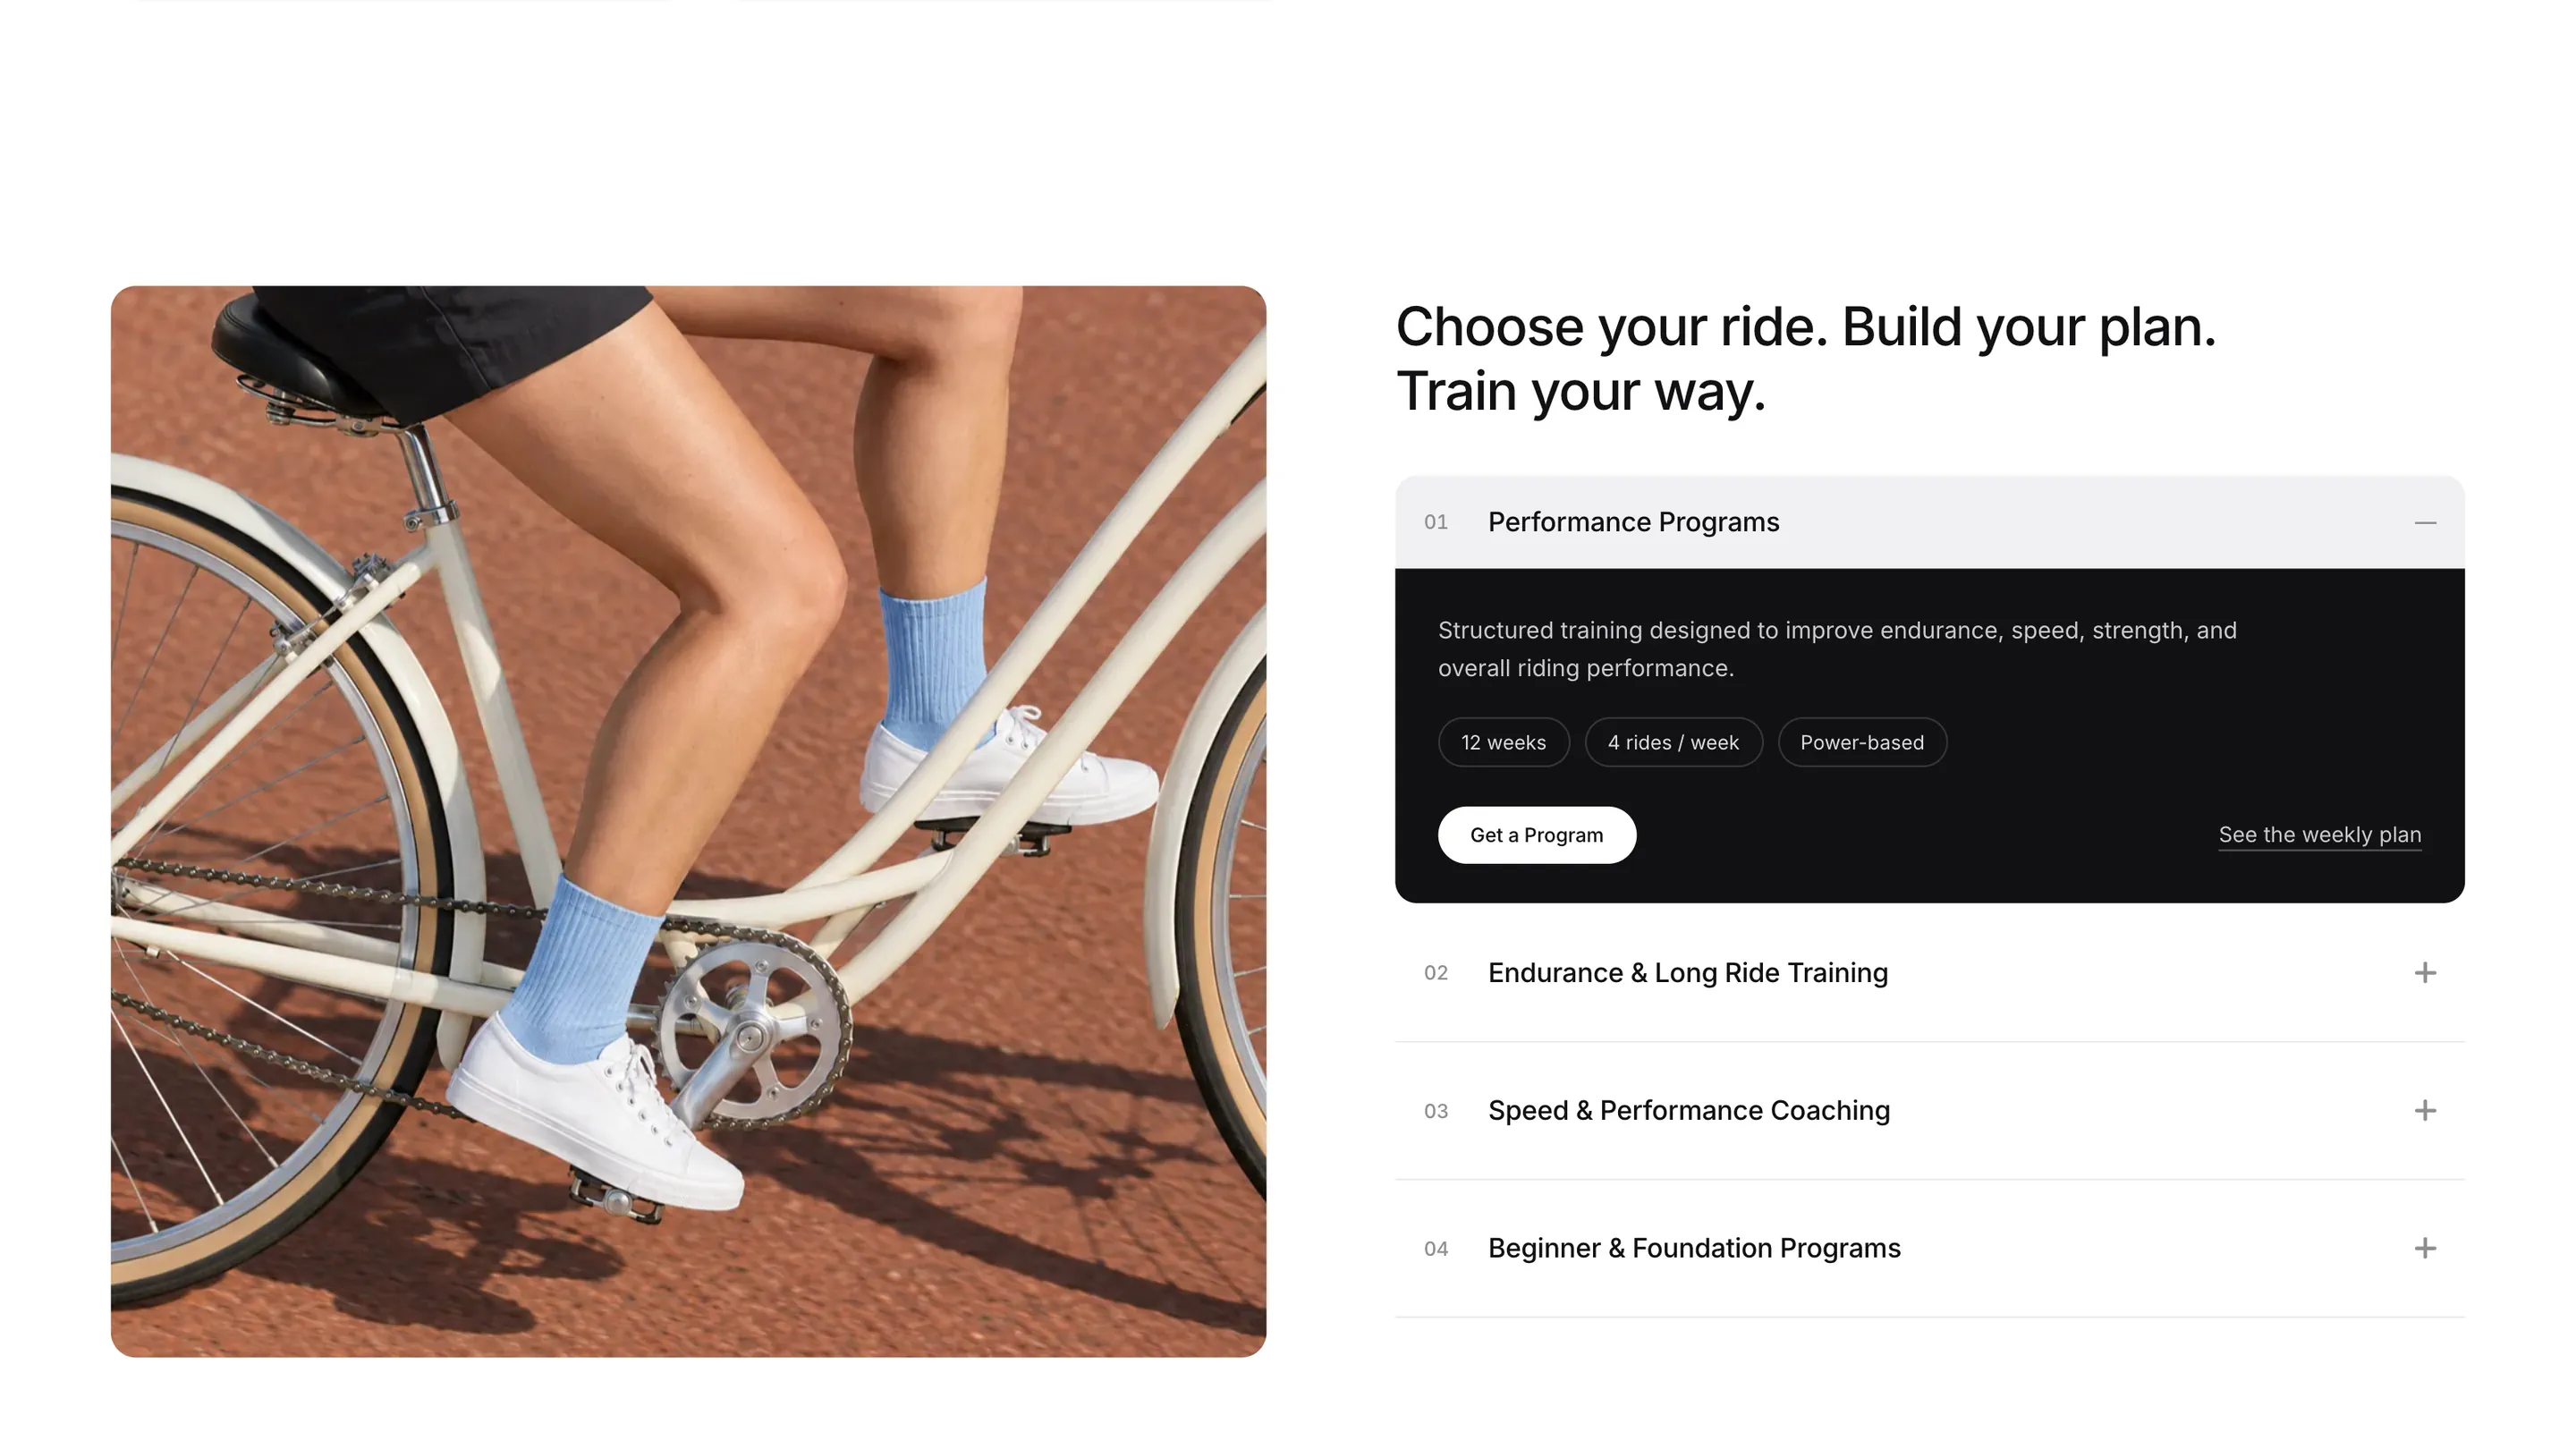 Choose your ride. Build your plan.
Train your way.
01 Performance Programs
Structured training designed to improve endurance, speed, strength, and
overall riding performance.
12 weeks 4 rides / week Power-based
Get a Program See the weekly plan
02 Endurance & Long Ride Training
03 Speed & Performance Coaching
04 Beginner & Foundation Programs